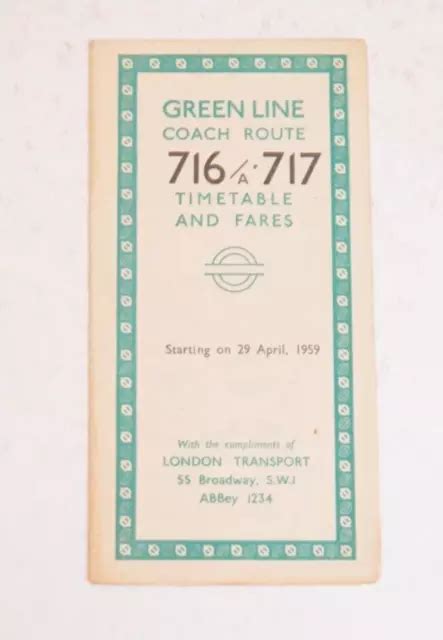 GREEN LINE
COACH ROUTE
716/A·717
TIMETABLE
AND FARES
Starting on 29 April, 1959
With the compliments of
LONDON TRANSPORT
55 Broadway, S.W.1
ABBey 1234